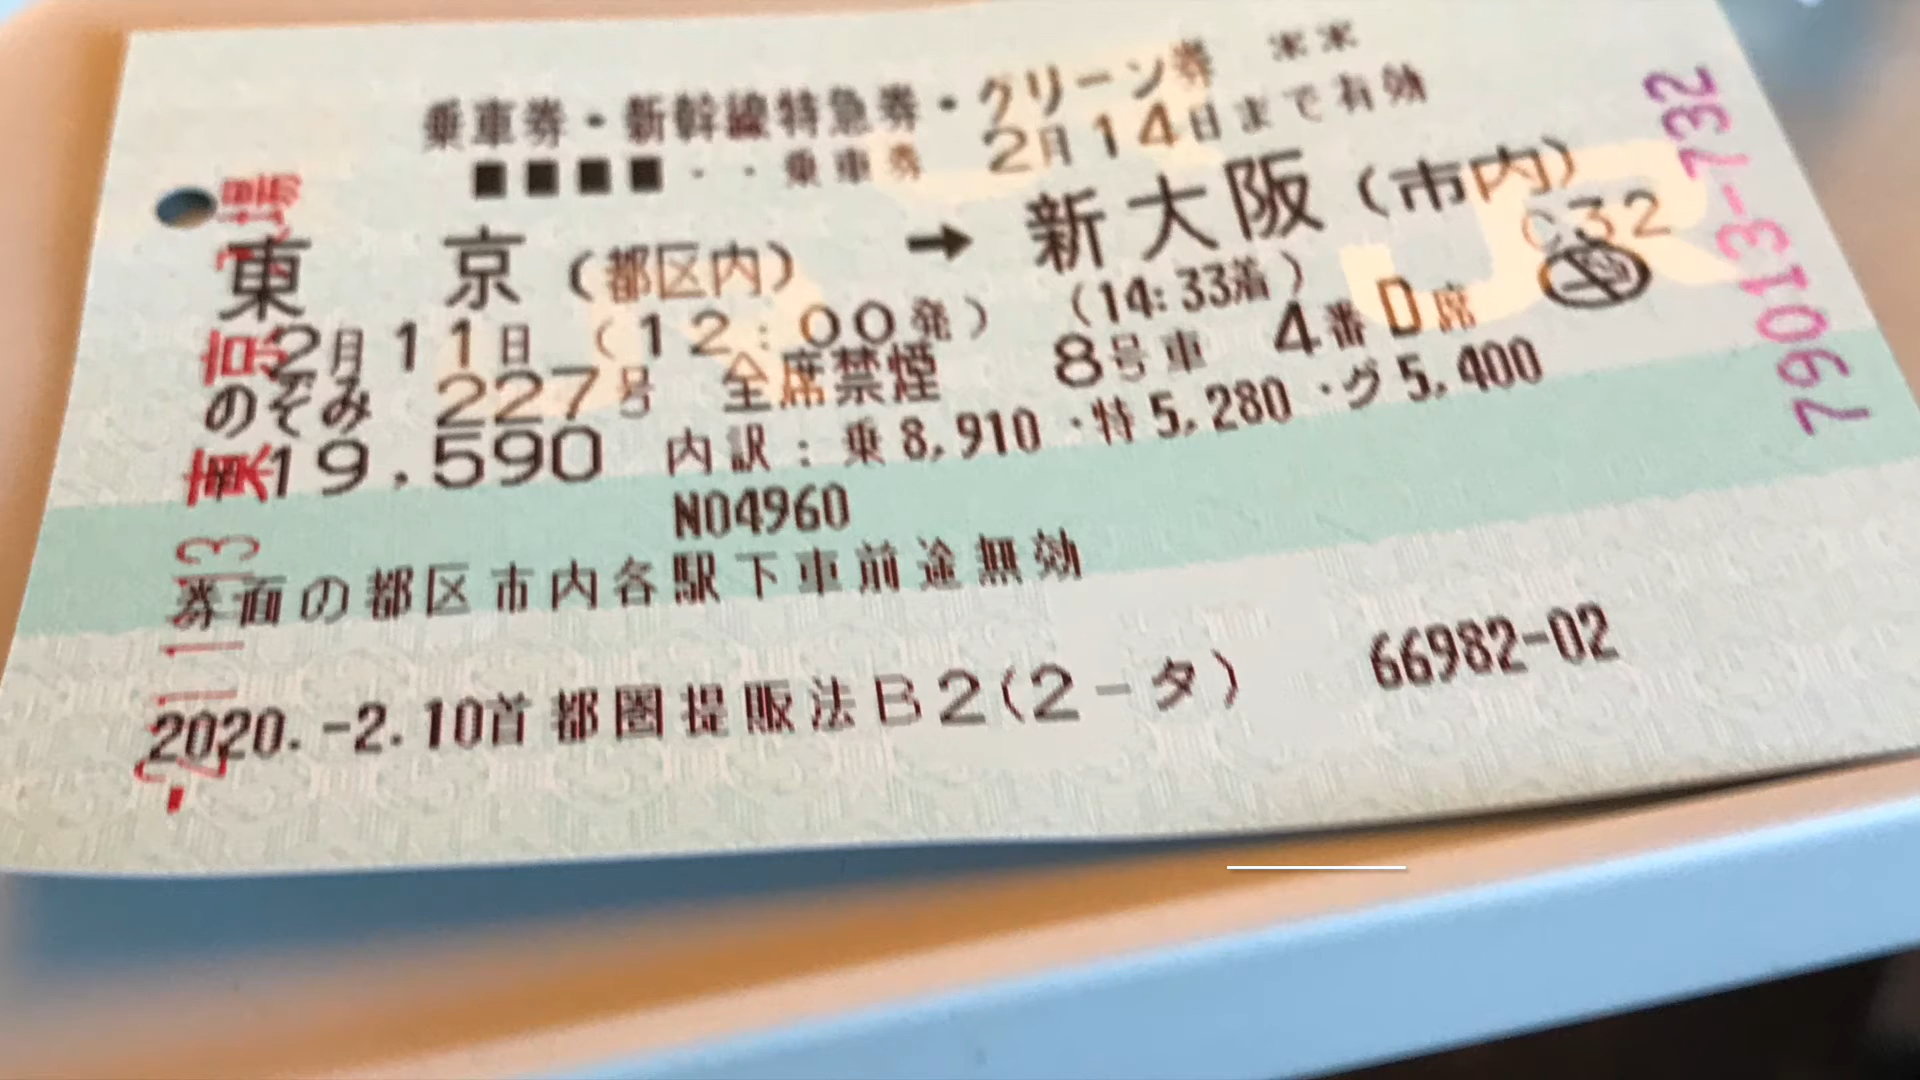 乗車券・新幹線特急券・グリーン券 ※※
■■■■・・乗車券 2月14日まで有効
東京(都区内) → 新大阪(市内)
C32
2月11日 (12:00発) (14:33着)
のぞみ 227号 全席禁煙 8号車 4番D席
19.590 内訳:乗8,910・特5,280・グ5,400
N04960
券面の都区市内各駅下車前途無効
2020.-2.10首都圏提販法B2(2-タ) 66982-02
79013-732